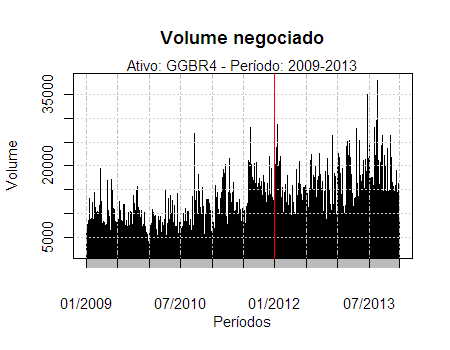 Volume negociado
Ativo: GGBR4 - Período: 2009-2013
Volume
35000
20000
5000
01/2009 07/2010 01/2012 07/2013
Períodos